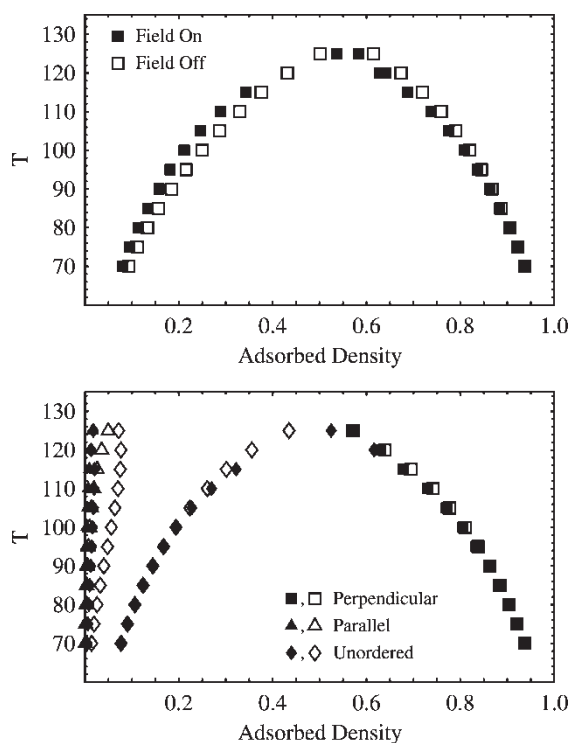 130
Field On
120
Field Off
110
T
100
90
80
70
0.2 0.4 0.6 0.8 1.0
Adsorbed Density
130
120
110
T
100
90
80
70
, Perpendicular
, Parallel
, Unordered
0.2 0.4 0.6 0.8 1.0
Adsorbed Density